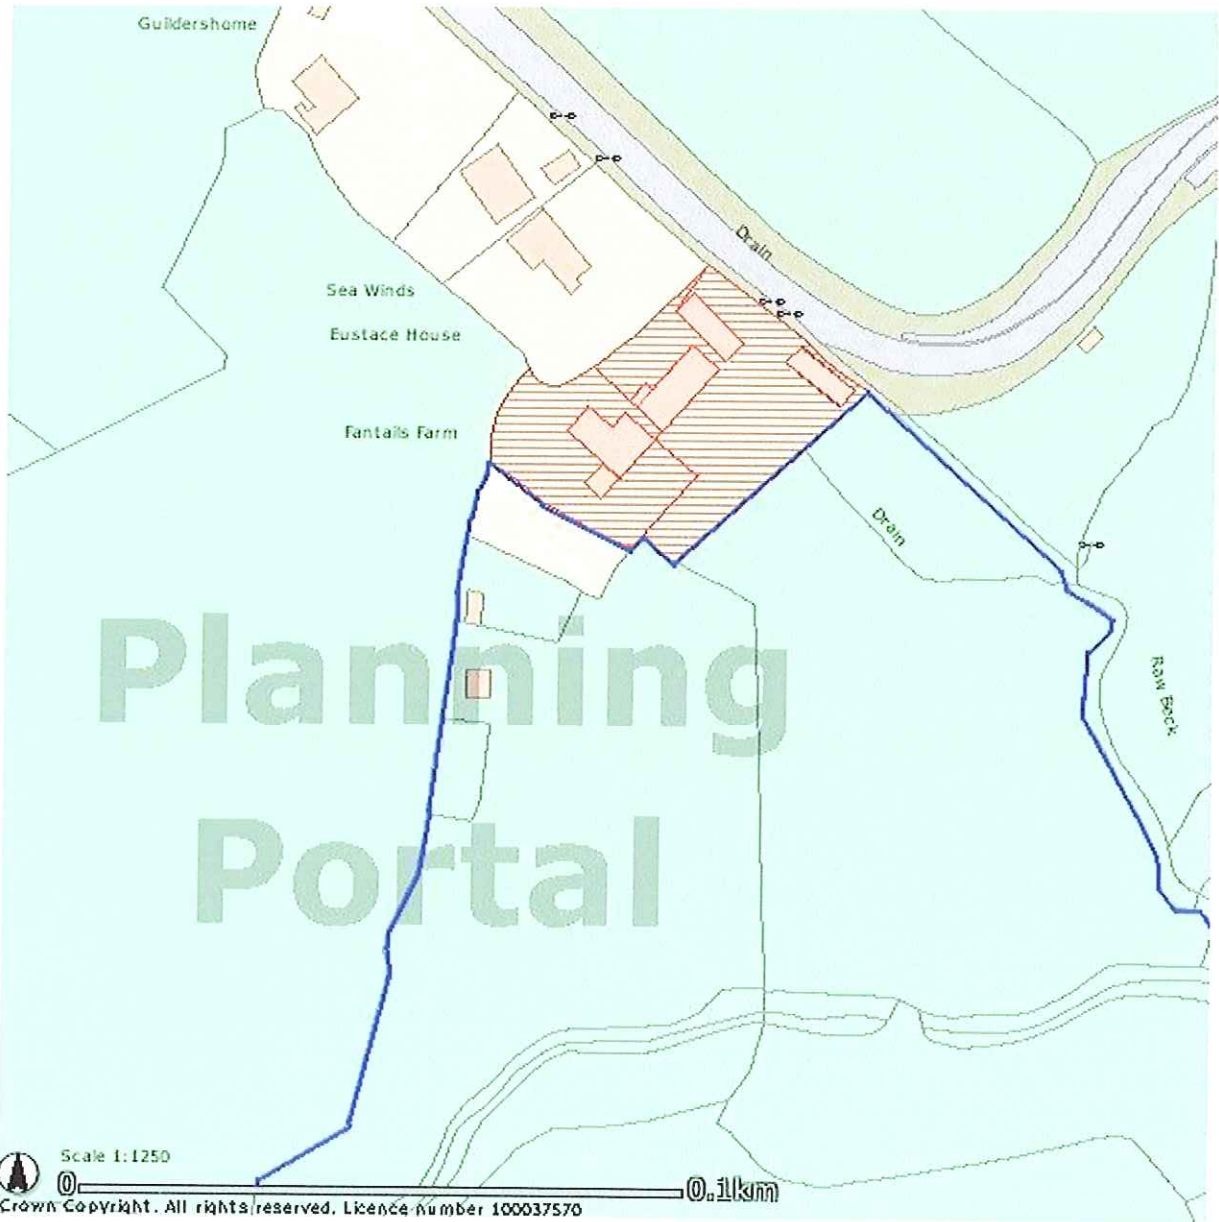 Guildershome
Drain
Sea Winds
Eustace House
Fantails Farm
Drain
Planning
Raw Beck
Portal
Scale 1:1250
0 0.1km
Crown Copyright. All rights reserved. Licence number 100037570